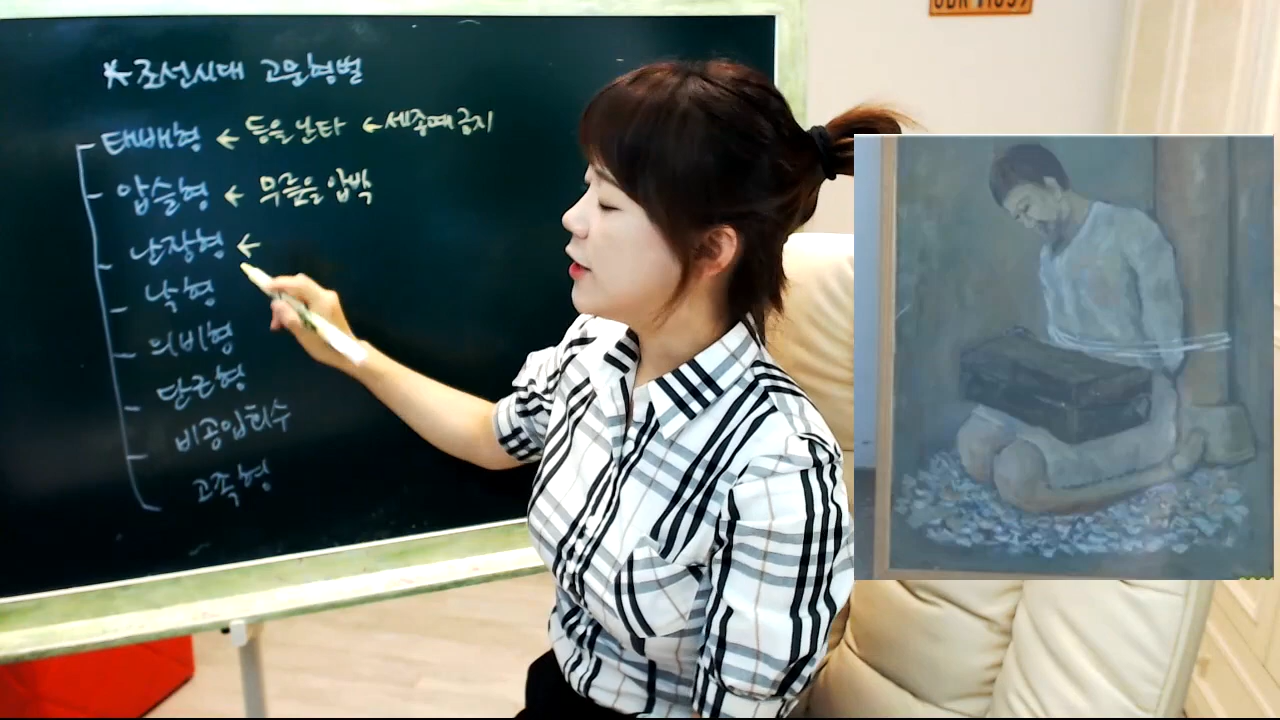 *조선시대 고문형벌
태배형 ← 등을 난타 ← 세종때 금지
압슬형 ← 무릎을 압박
난장형 ←
낙형
의비형
단근형
비공입회수
고족형